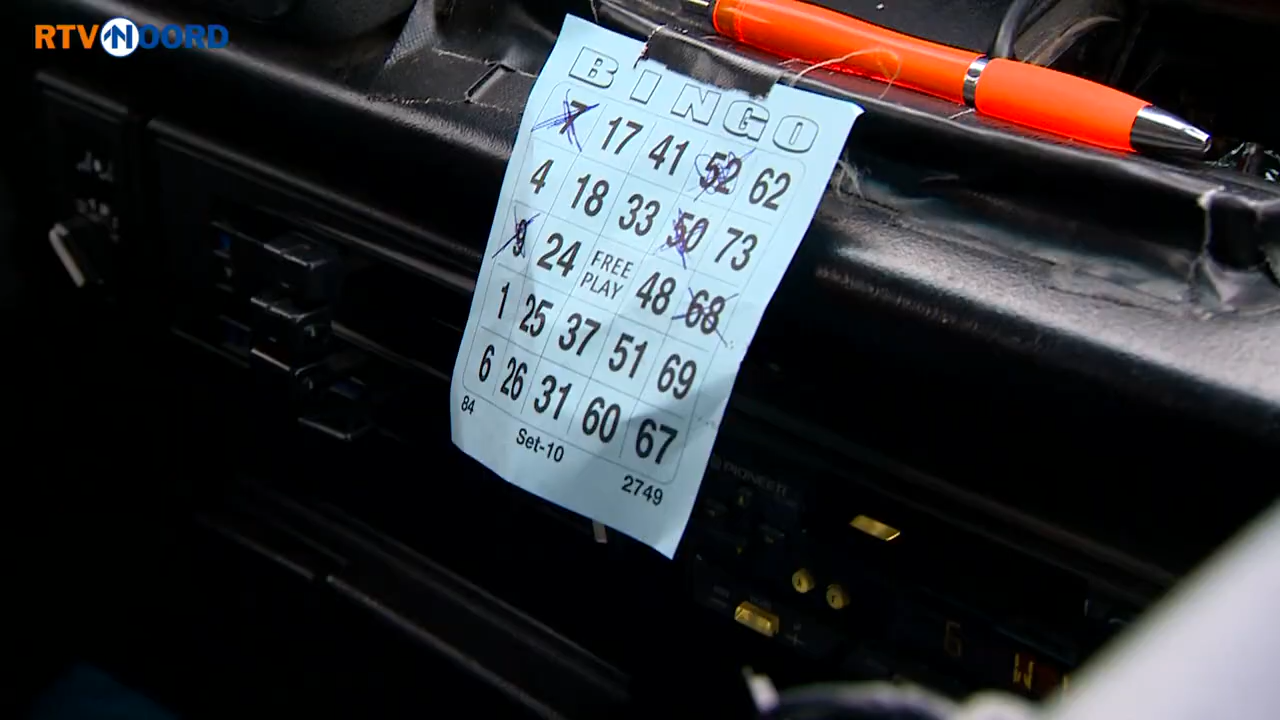 RTV NOORD
BINGO
7 17 41 52 62
4 18 33 50 73
9 24 FREE PLAY 48 68
1 25 37 51 69
6 26 31 60 67
84 Set-10 2749
PIONEER